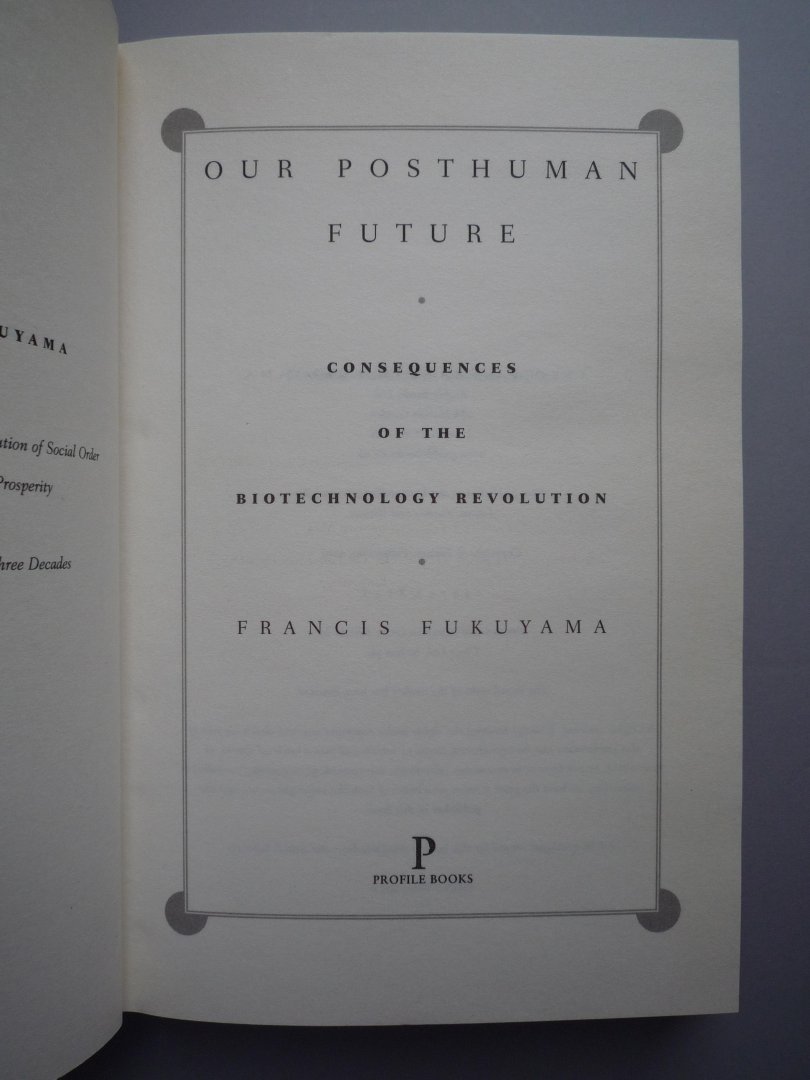 UYAMA
ution of Social Order
Prosperity
hree Decades
OUR POSTHUMAN
FUTURE
CONSEQUENCES
OF THE
BIOTECHNOLOGY REVOLUTION
FRANCIS FUKUYAMA
P
PROFILE BOOKS